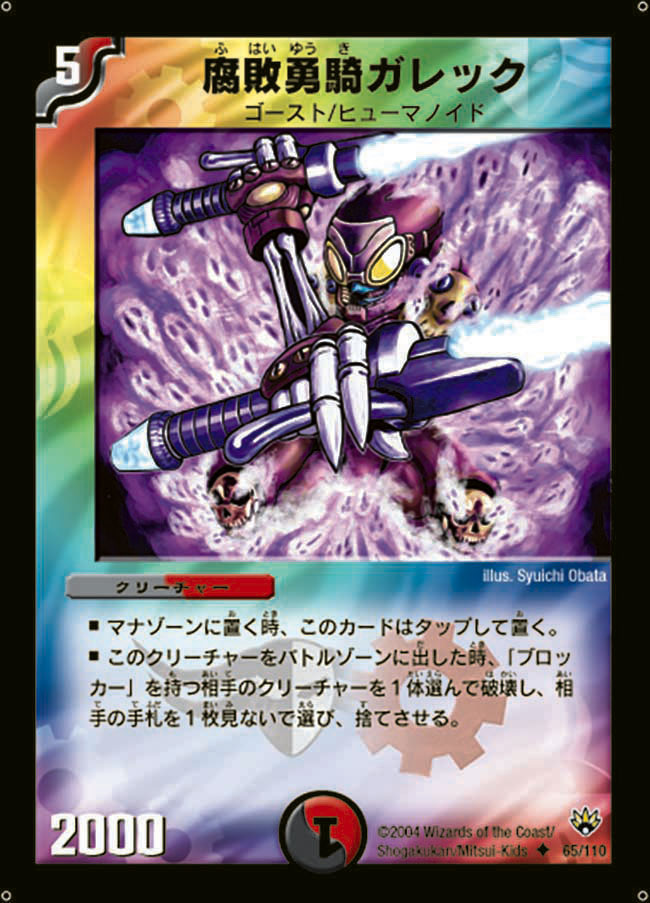 5
ふ はい ゆう き
腐敗勇騎ガレック
ゴースト/ヒューマノイド
illus. Syuichi Obata
クリーチャー
■ マナゾーンに置く時、このカードはタップして置く。
■ このクリーチャーをバトルゾーンに出した時、「ブロッ
カー」を持つ相手のクリーチャーを1体選んで破壊し、相
手の手札を1枚見ないで選び、捨てさせる。
2000
1
©2004 Wizards of the Coast/
Shogakukan/Mitsui-Kids ◆ 65/110